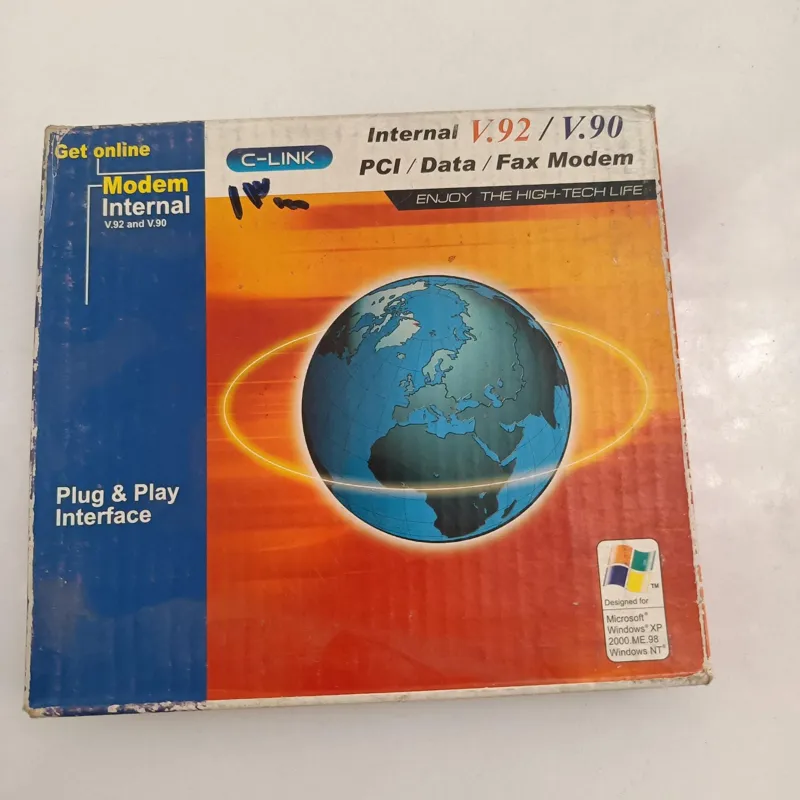 Get online
Modem
Internal
V.92 and V.90
C-LINK
Internal V.92 / V.90
PCI / Data / Fax Modem
ENJOY THE HIGH-TECH LIFE
Plug & Play
Interface
TM
Designed for
Microsoft®
Windows® XP
2000.ME.98
Windows NT®